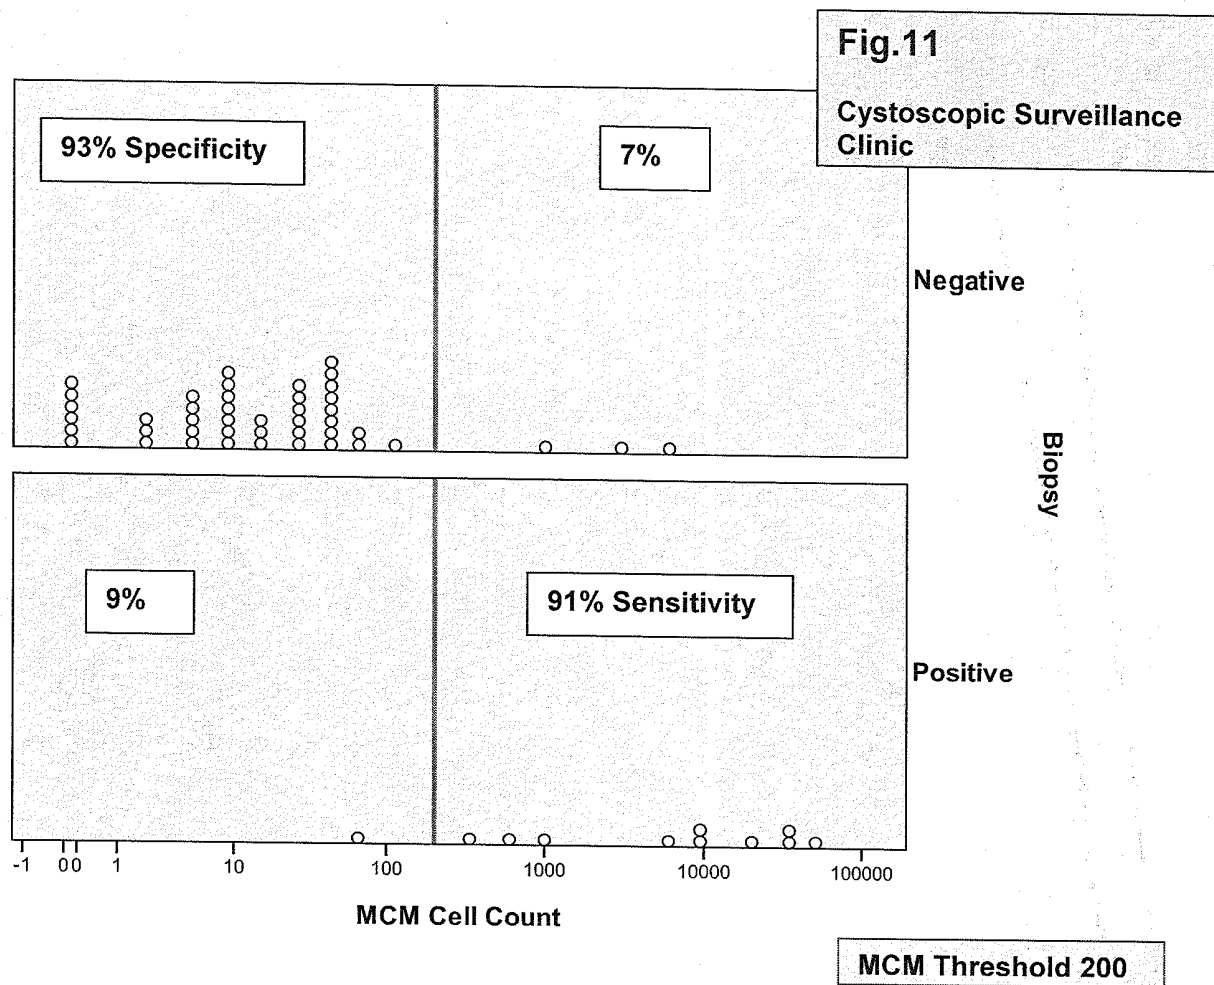 Fig.11
Cystoscopic Surveillance
Clinic
93% Specificity
7%
Negative
Biopsy
9%
91% Sensitivity
Positive
-1 0 0 1 10 100 1000 10000 100000
MCM Cell Count
MCM Threshold 200